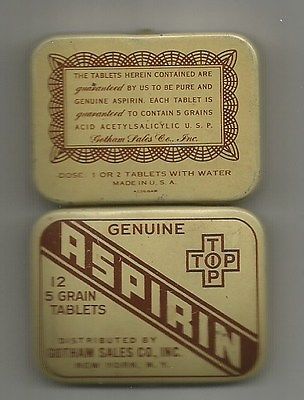 THE TABLETS HEREIN CONTAINED ARE
guaranteed BY US TO BE PURE AND
GENUINE ASPIRIN. EACH TABLET IS
guaranteed TO CONTAIN 5 GRAINS
ACID ACETYLSALICYLIC U. S. P.
Gotham Sales Co., Inc.
DOSE: 1 OR 2 TABLETS WITH WATER
MADE IN U. S. A.
GENUINE
TIP
TOP
ASPIRIN
12
5 GRAIN
TABLETS
DISTRIBUTED BY
GOTHAM SALES CO., INC.
NEW YORK, N. Y.